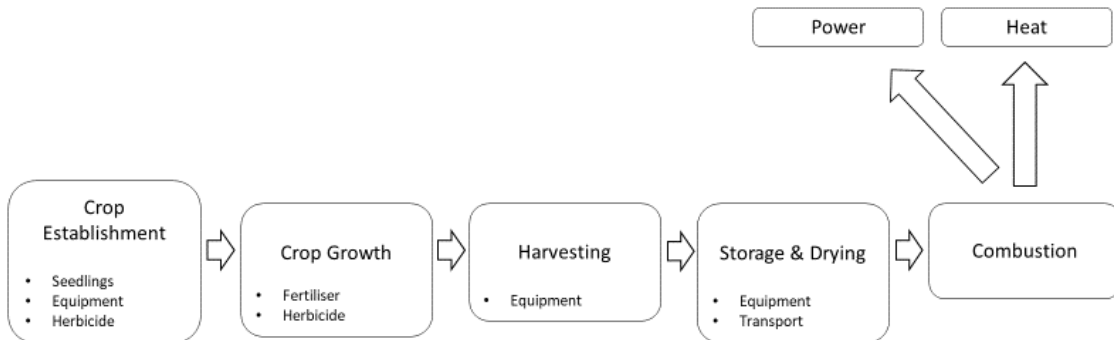 Power
Heat
Crop
Establishment
• Seedlings
• Equipment
• Herbicide
Crop Growth
• Fertiliser
• Herbicide
Harvesting
• Equipment
Storage & Drying
• Equipment
• Transport
Combustion